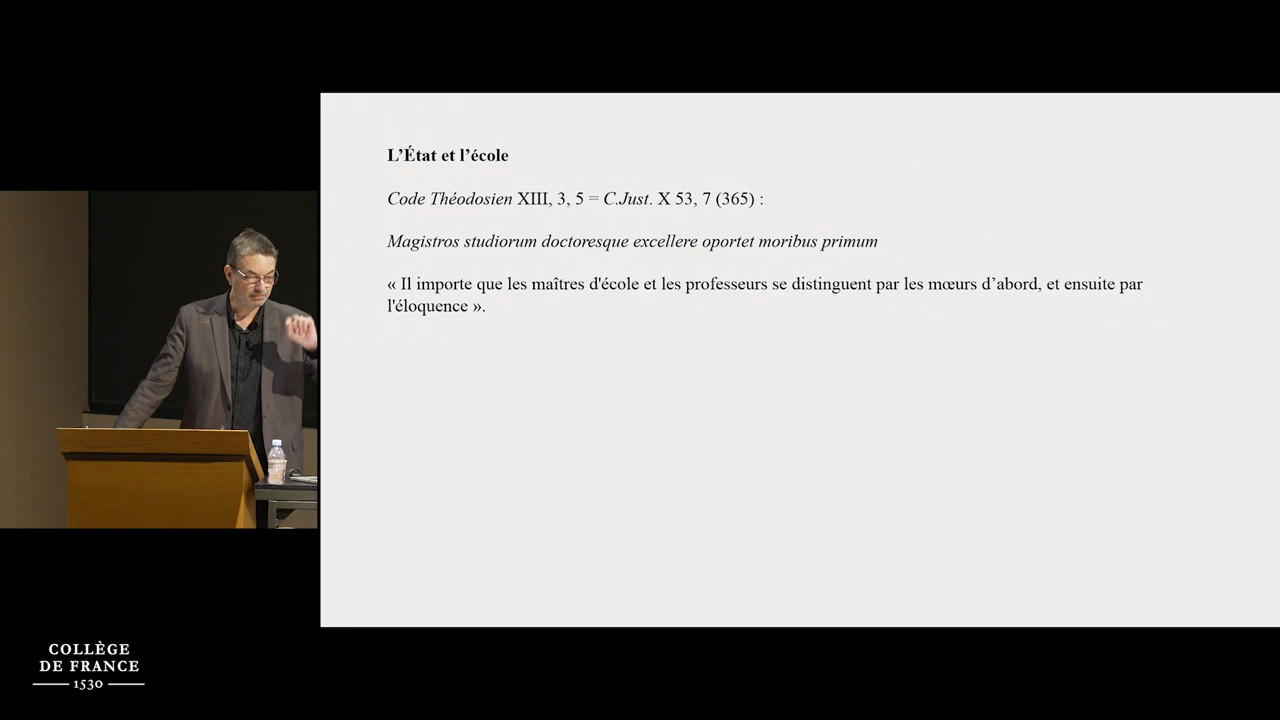 L’État et l’école
Code Théodosien XIII, 3, 5 = C.Just. X 53, 7 (365) :
Magistros studiorum doctoresque excellere oportet moribus primum
« Il importe que les maîtres d'école et les professeurs se distinguent par les mœurs d’abord, et ensuite par
l'éloquence ».
COLLÈGE
DE FRANCE
1530